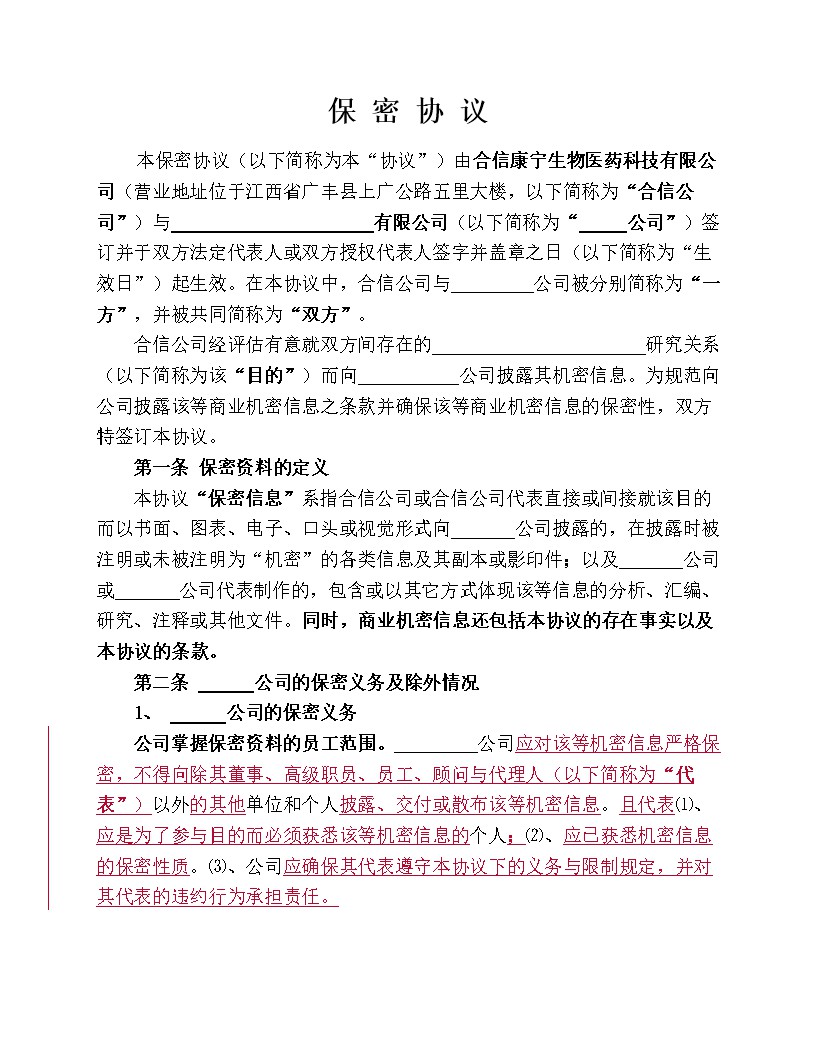 保 密 协 议
本保密协议（以下简称为本“协议”）由合信康宁生物医药科技有限公
司（营业地址位于江西省广丰县上广公路五里大楼，以下简称为“合信公
司”）与______________________有限公司（以下简称为“_____公司”）签
订并于双方法定代表人或双方授权代表人签字并盖章之日（以下简称为“生
效日”）起生效。在本协议中，合信公司与_________公司被分别简称为“一
方”，并被共同简称为“双方”。
合信公司经评估有意就双方间存在的_______________________研究关系
（以下简称为该“目的”）而向___________公司披露其机密信息。为规范向
公司披露该等商业机密信息之条款并确保该等商业机密信息的保密性，双方
特签订本协议。
第一条 保密资料的定义
本协议“保密信息”系指合信公司或合信公司代表直接或间接就该目的
而以书面、图表、电子、口头或视觉形式向_______公司披露的，在披露时被
注明或未被注明为“机密”的各类信息及其副本或影印件；以及_______公司
或_______公司代表制作的，包含或以其它方式体现该等信息的分析、汇编、
研究、注释或其他文件。同时，商业机密信息还包括本协议的存在事实以及
本协议的条款。
第二条 ______公司的保密义务及除外情况
1、 ______公司的保密义务
公司掌握保密资料的员工范围。_________公司应对该等机密信息严格保
密，不得向除其董事、高级职员、员工、顾问与代理人（以下简称为“代
表”）以外的其他单位和个人披露、交付或散布该等机密信息。且代表⑴、
应是为了参与目的而必须获悉该等机密信息的个人；⑵、应已获悉机密信息
的保密性质。⑶、公司应确保其代表遵守本协议下的义务与限制规定，并对
其代表的违约行为承担责任。